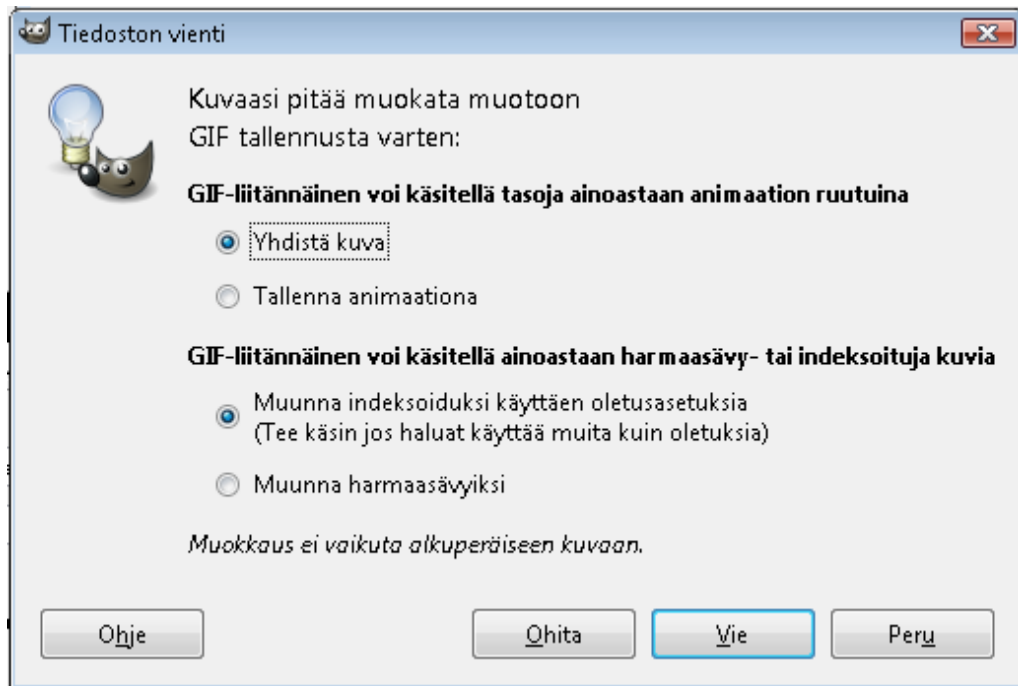 Tiedoston vienti
Kuvaasi pitää muokata muotoon
GIF tallennusta varten:
GIF-liitännäinen voi käsitellä tasoja ainoastaan animaation ruutuina
Yhdistä kuva
Tallenna animaationa
GIF-liitännäinen voi käsitellä ainoastaan harmaasävy- tai indeksoituja kuvia
Muunna indeksoiduksi käyttäen oletusasetuksia
(Tee käsin jos haluat käyttää muita kuin oletuksia)
Muunna harmaasävyiksi
Muokkaus ei vaikuta alkuperäiseen kuvaan.
Ohje Ohita Vie Peru